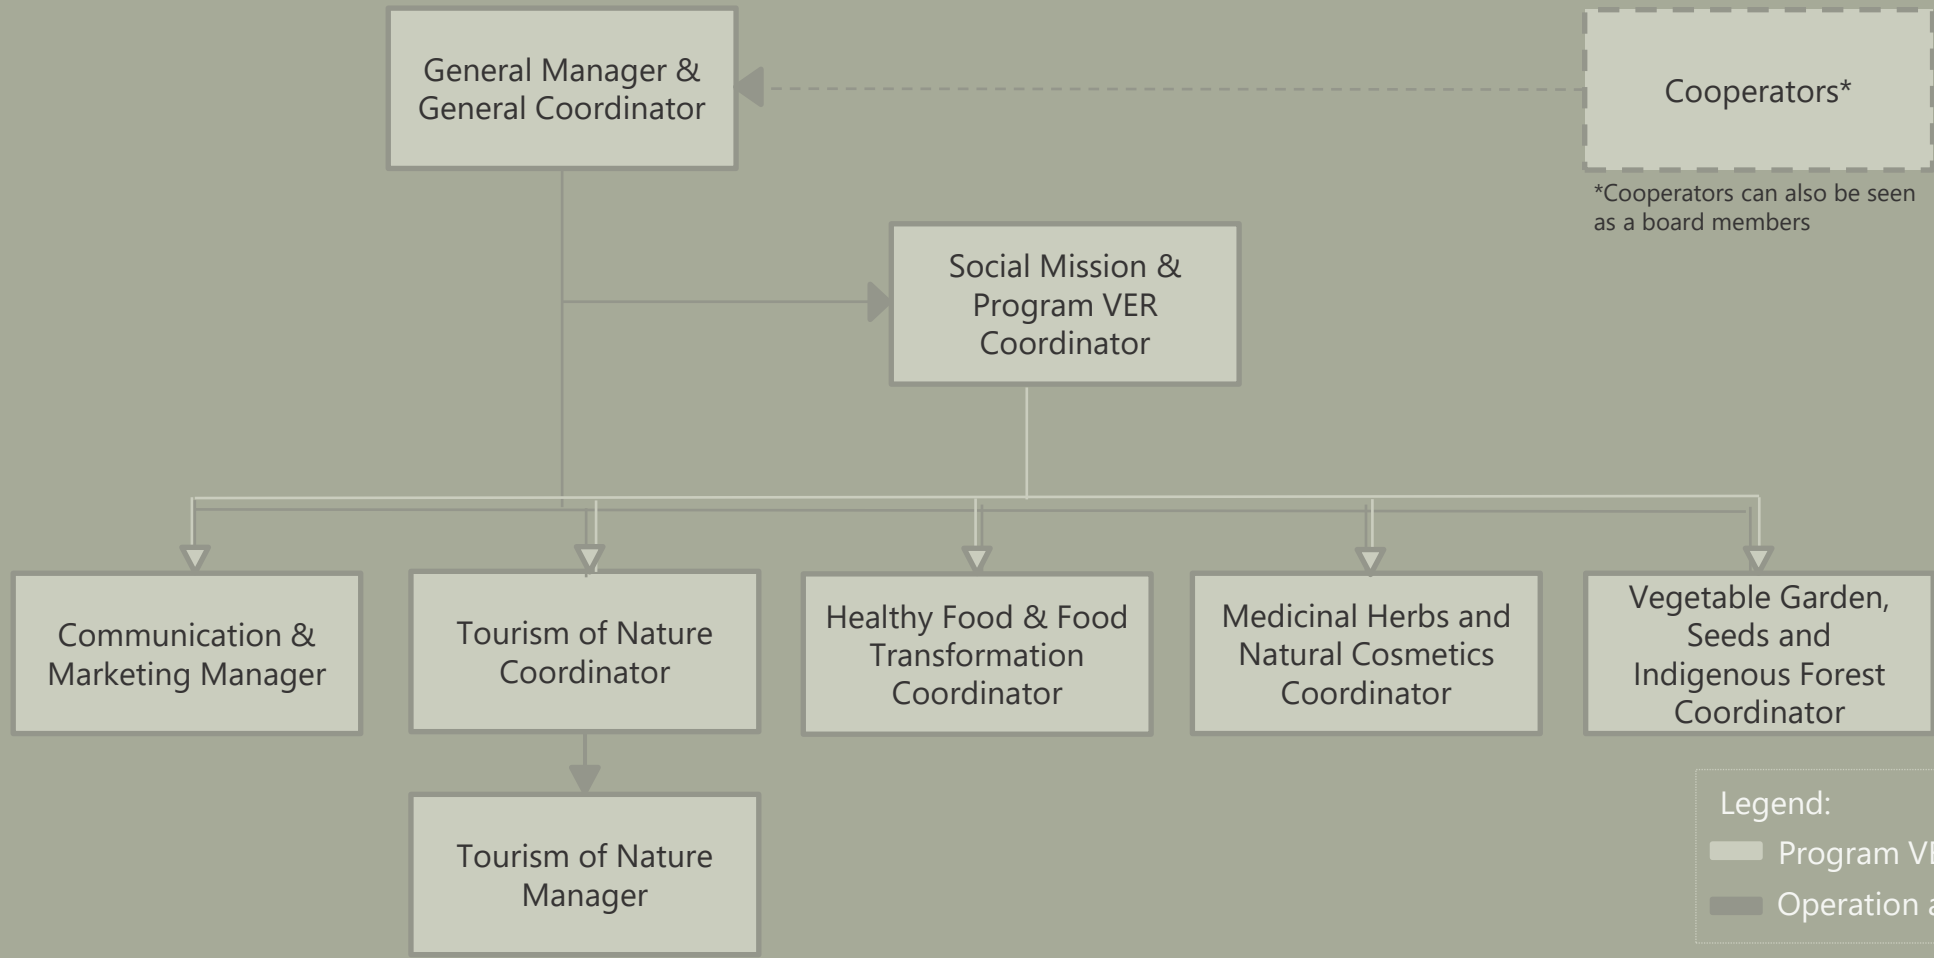 General Manager &
General Coordinator
Cooperators*
*Cooperators can also be seen
as a board members
Social Mission &
Program VER
Coordinator
Communication &
Marketing Manager
Tourism of Nature
Coordinator
Healthy Food & Food
Transformation
Coordinator
Medicinal Herbs and
Natural Cosmetics
Coordinator
Vegetable Garden,
Seeds and
Indigenous Forest
Coordinator
Tourism of Nature
Manager
Legend:
Program
Operation